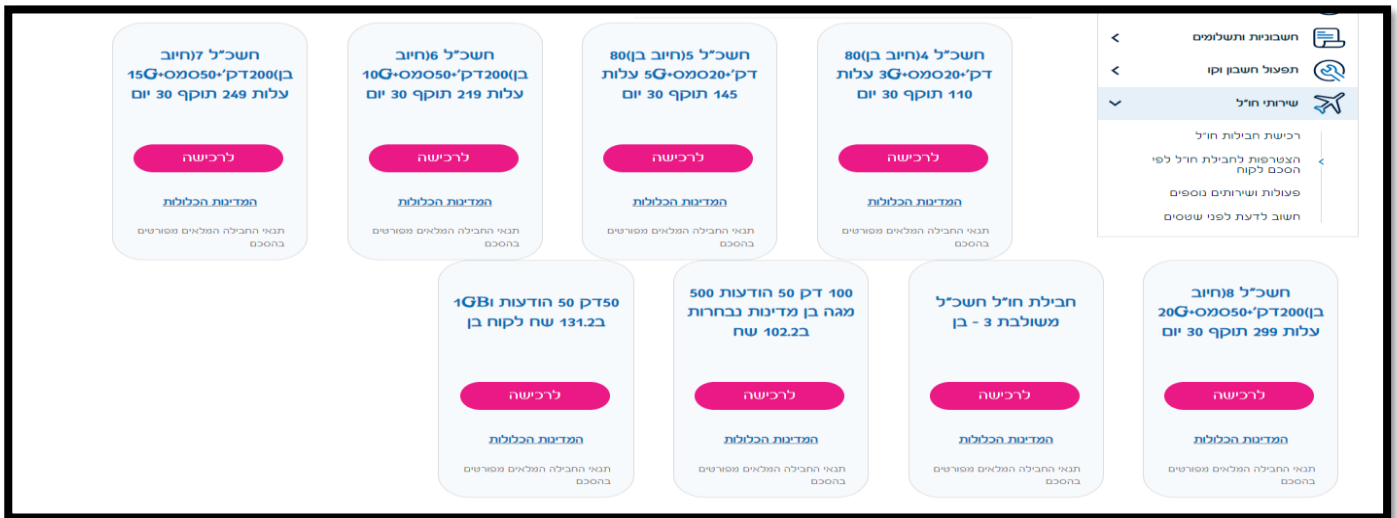 חשבוניות ותשלומים
תפעול חשבון וקו
שירותי חו״ל
רכישת חבילות חו״ל
הצטרפות לחבילת חו״ל לפי
הסכם לקוח
פעולות ושירותים נוספים
חשוב לדעת לפני שטסים
חשכ״ל 4(חיוב בן)80
דק'+20סמס+3G עלות
110 תוקף 30 יום
לרכישה
המדינות הכלולות
תנאי החבילה המלאים מפורטים
בהסכם
חשכ״ל 5(חיוב בן)80
דק'+20סמס+5G עלות
145 תוקף 30 יום
לרכישה
המדינות הכלולות
תנאי החבילה המלאים מפורטים
בהסכם
חשכ״ל 6(חיוב
בן)200דק'+50סמס+10G
עלות 219 תוקף 30 יום
לרכישה
המדינות הכלולות
תנאי החבילה המלאים מפורטים
בהסכם
חשכ״ל 7(חיוב
בן)200דק'+50סמס+15G
עלות 249 תוקף 30 יום
לרכישה
המדינות הכלולות
תנאי החבילה המלאים מפורטים
בהסכם
חשכ״ל 8(חיוב
בן)200דק'+50סמס+20G
עלות 299 תוקף 30 יום
לרכישה
המדינות הכלולות
תנאי החבילה המלאים מפורטים
בהסכם
חבילת חו״ל חשכ״ל
משולבת 3 - בן
לרכישה
המדינות הכלולות
תנאי החבילה המלאים מפורטים
בהסכם
100 דק 50 הודעות 500
מגה בן מדינות נבחרות
ב102.2 שח
לרכישה
המדינות הכלולות
תנאי החבילה המלאים מפורטים
בהסכם
50דק 50 הודעות ו1GB
ב131.2 שח לקוח בן
לרכישה
המדינות הכלולות
תנאי החבילה המלאים מפורטים
בהסכם